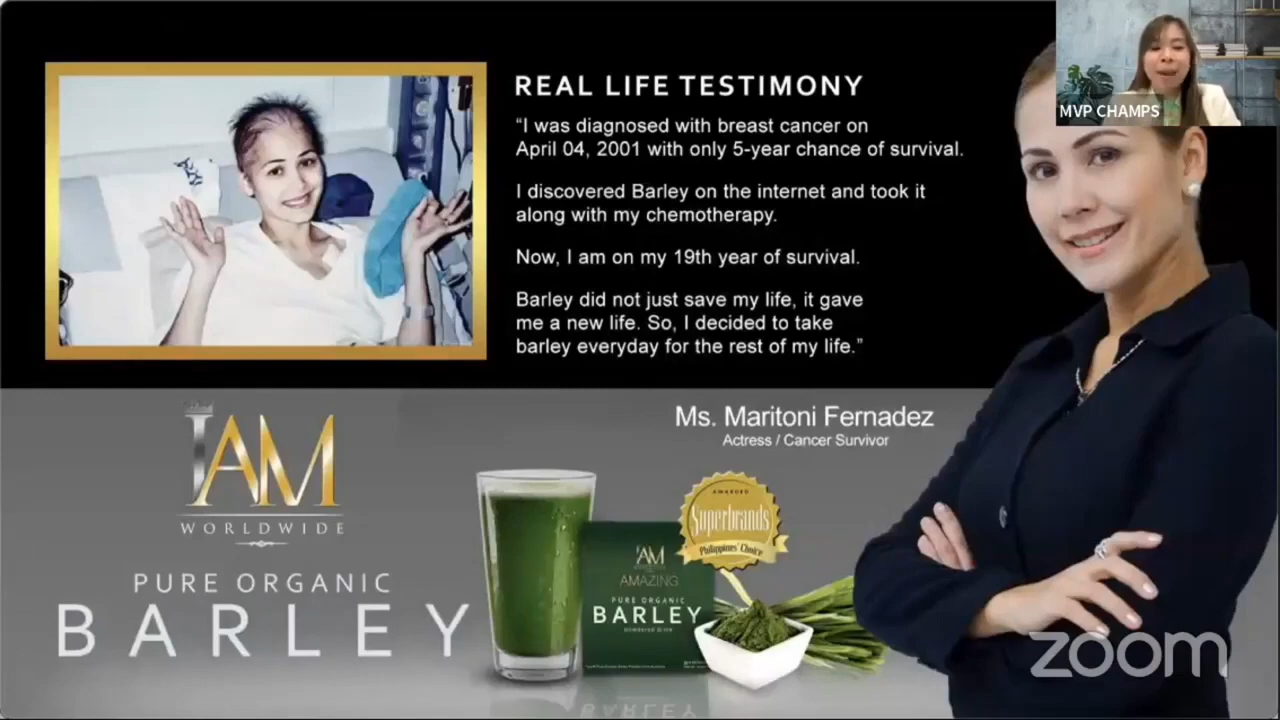 MVP CHAMPS
REAL LIFE TESTIMONY
“I was diagnosed with breast cancer on
April 04, 2001 with only 5-year chance of survival.
I discovered Barley on the internet and took it
along with my chemotherapy.
Now, I am on my 19th year of survival.
Barley did not just save my life, it gave
me a new life. So, I decided to take
barley everyday for the rest of my life.”
Ms. Maritoni Fernadez
Actress / Cancer Survivor
IAM
WORLDWIDE
PURE ORGANIC
BARLEY
AWARDED
Superbrands
Philippines' Choice
IAM
AMAZING
PURE ORGANIC
BARLEY
POWDERED DRINK
zoom